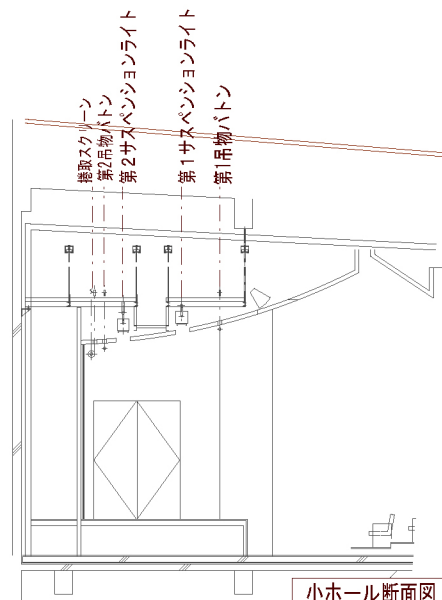 捲取スクリーン
第2吊物バトン
第２サスペンションライト
第１サスペンションライト
第1吊物バトン
小ホール断面図